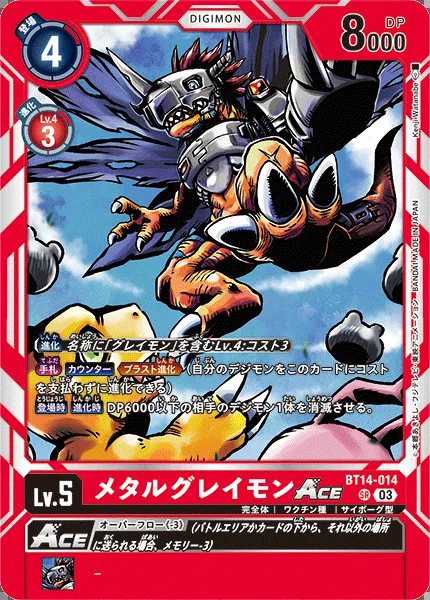 DIGIMON
登場
4
DP
8000
進化
Lv.4
3
Kenji Watanabe
©本郷あきよし・フジテレビ・東映アニメーション BANDAI MADE IN JAPAN
進化 名称に「グレイモン」を含むLv.4:コスト3
手札 カウンター ブラスト進化 (自分のデジモンをこのカードにコスト
を支払わずに進化できる)
登場時 進化時 DP6000以下の相手のデジモン1体を消滅させる。
BT14-014
Lv.5 メタルグレイモンACE SR 03
完全体 ワクチン種 サイボーグ型
ACE オーバーフロー《-3》 (バトルエリアかカードの下から、それ以外の場所
に送られる場合、メモリー-3)
-